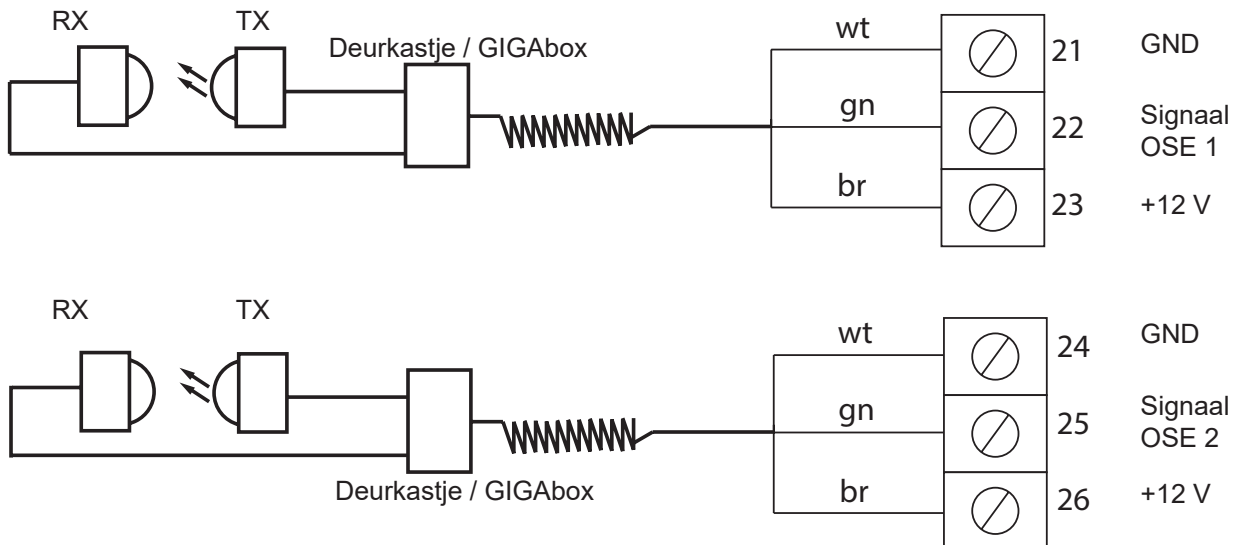 RX
TX
Deurkastje / GIGAbox
wt
21
GND
gn
22
Signaal
OSE 1
br
23
+12 V
RX
TX
Deurkastje / GIGAbox
wt
24
GND
gn
25
Signaal
OSE 2
br
26
+12 V